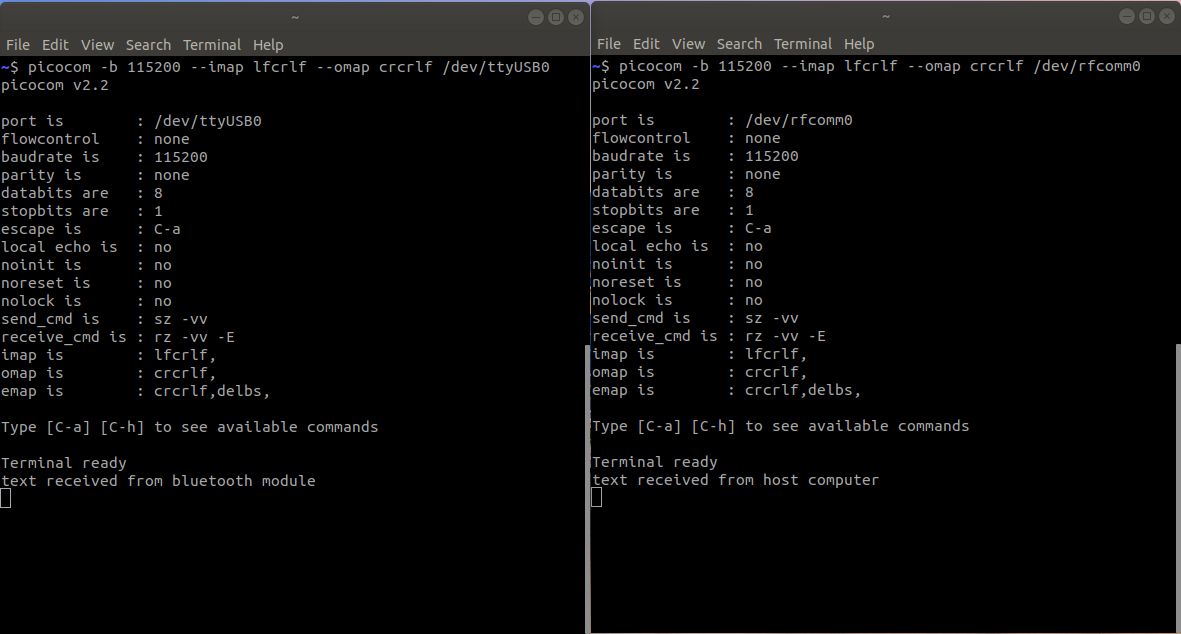 ~
File Edit View Search Terminal Help
~$ picocom -b 115200 --imap lfcrlf --omap crcrlf /dev/ttyUSB0
picocom v2.2
port is        : /dev/ttyUSB0
flowcontrol    : none
baudrate is    : 115200
parity is      : none
databits are   : 8
stopbits are   : 1
escape is      : C-a
local echo is  : no
noinit is      : no
noreset is     : no
nolock is      : no
send_cmd is    : sz -vv
receive_cmd is : rz -vv -E
imap is        : lfcrlf,
omap is        : crcrlf,
emap is        : crcrlf,delbs,
Type [C-a] [C-h] to see available commands
Terminal ready
text received from bluetooth module
~
File Edit View Search Terminal Help
~$ picocom -b 115200 --imap lfcrlf --omap crcrlf /dev/rfcomm0
picocom v2.2
port is        : /dev/rfcomm0
flowcontrol    : none
baudrate is    : 115200
parity is      : none
databits are   : 8
stopbits are   : 1
escape is      : C-a
local echo is  : no
noinit is      : no
noreset is     : no
nolock is      : no
send_cmd is    : sz -vv
receive_cmd is : rz -vv -E
imap is        : lfcrlf,
omap is        : crcrlf,
emap is        : crcrlf,delbs,
Type [C-a] [C-h] to see available commands
Terminal ready
text received from host computer